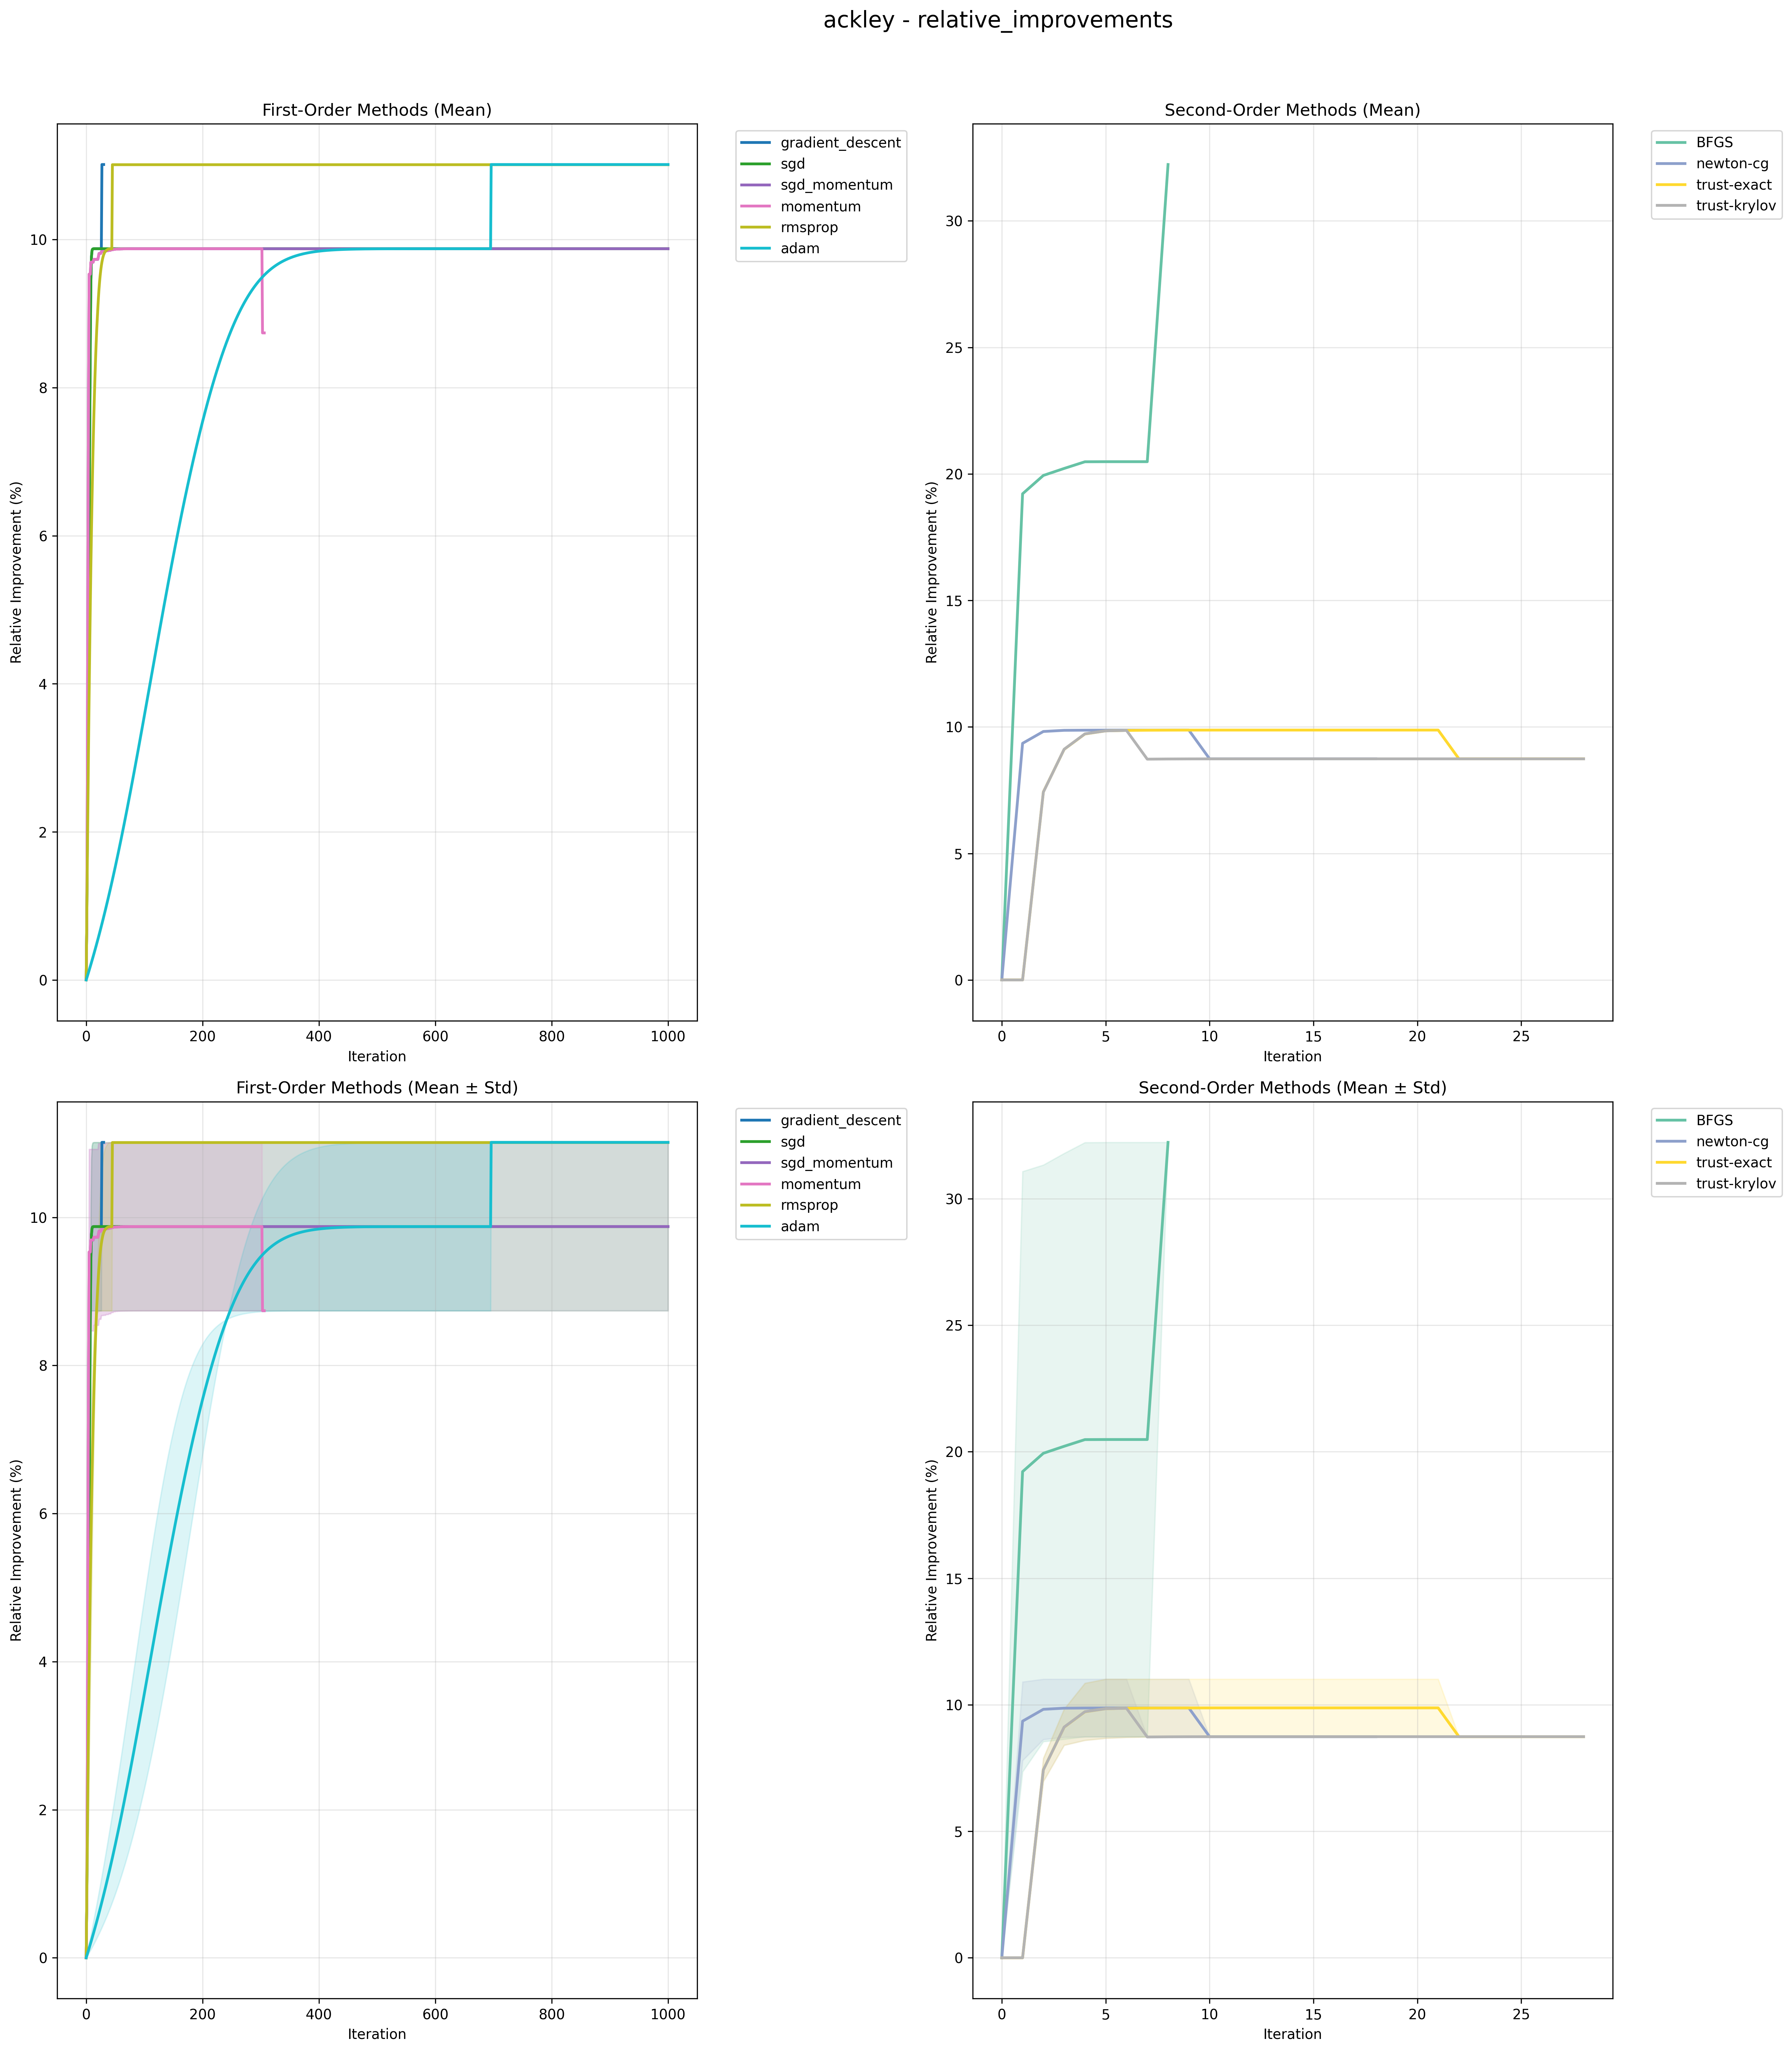 ackley - relative_improvements
First-Order Methods (Mean)
Relative Improvement (%)
10
8
6
4
2
0
0 200 400 600 800 1000
Iteration
gradient_descent
sgd
sgd_momentum
momentum
rmsprop
adam
Second-Order Methods (Mean)
Relative Improvement (%)
30
25
20
15
10
5
0
0 5 10 15 20 25
Iteration
BFGS
newton-cg
trust-exact
trust-krylov
First-Order Methods (Mean ± Std)
Relative Improvement (%)
10
8
6
4
2
0
0 200 400 600 800 1000
Iteration
gradient_descent
sgd
sgd_momentum
momentum
rmsprop
adam
Second-Order Methods (Mean ± Std)
Relative Improvement (%)
30
25
20
15
10
5
0
0 5 10 15 20 25
Iteration
BFGS
newton-cg
trust-exact
trust-krylov